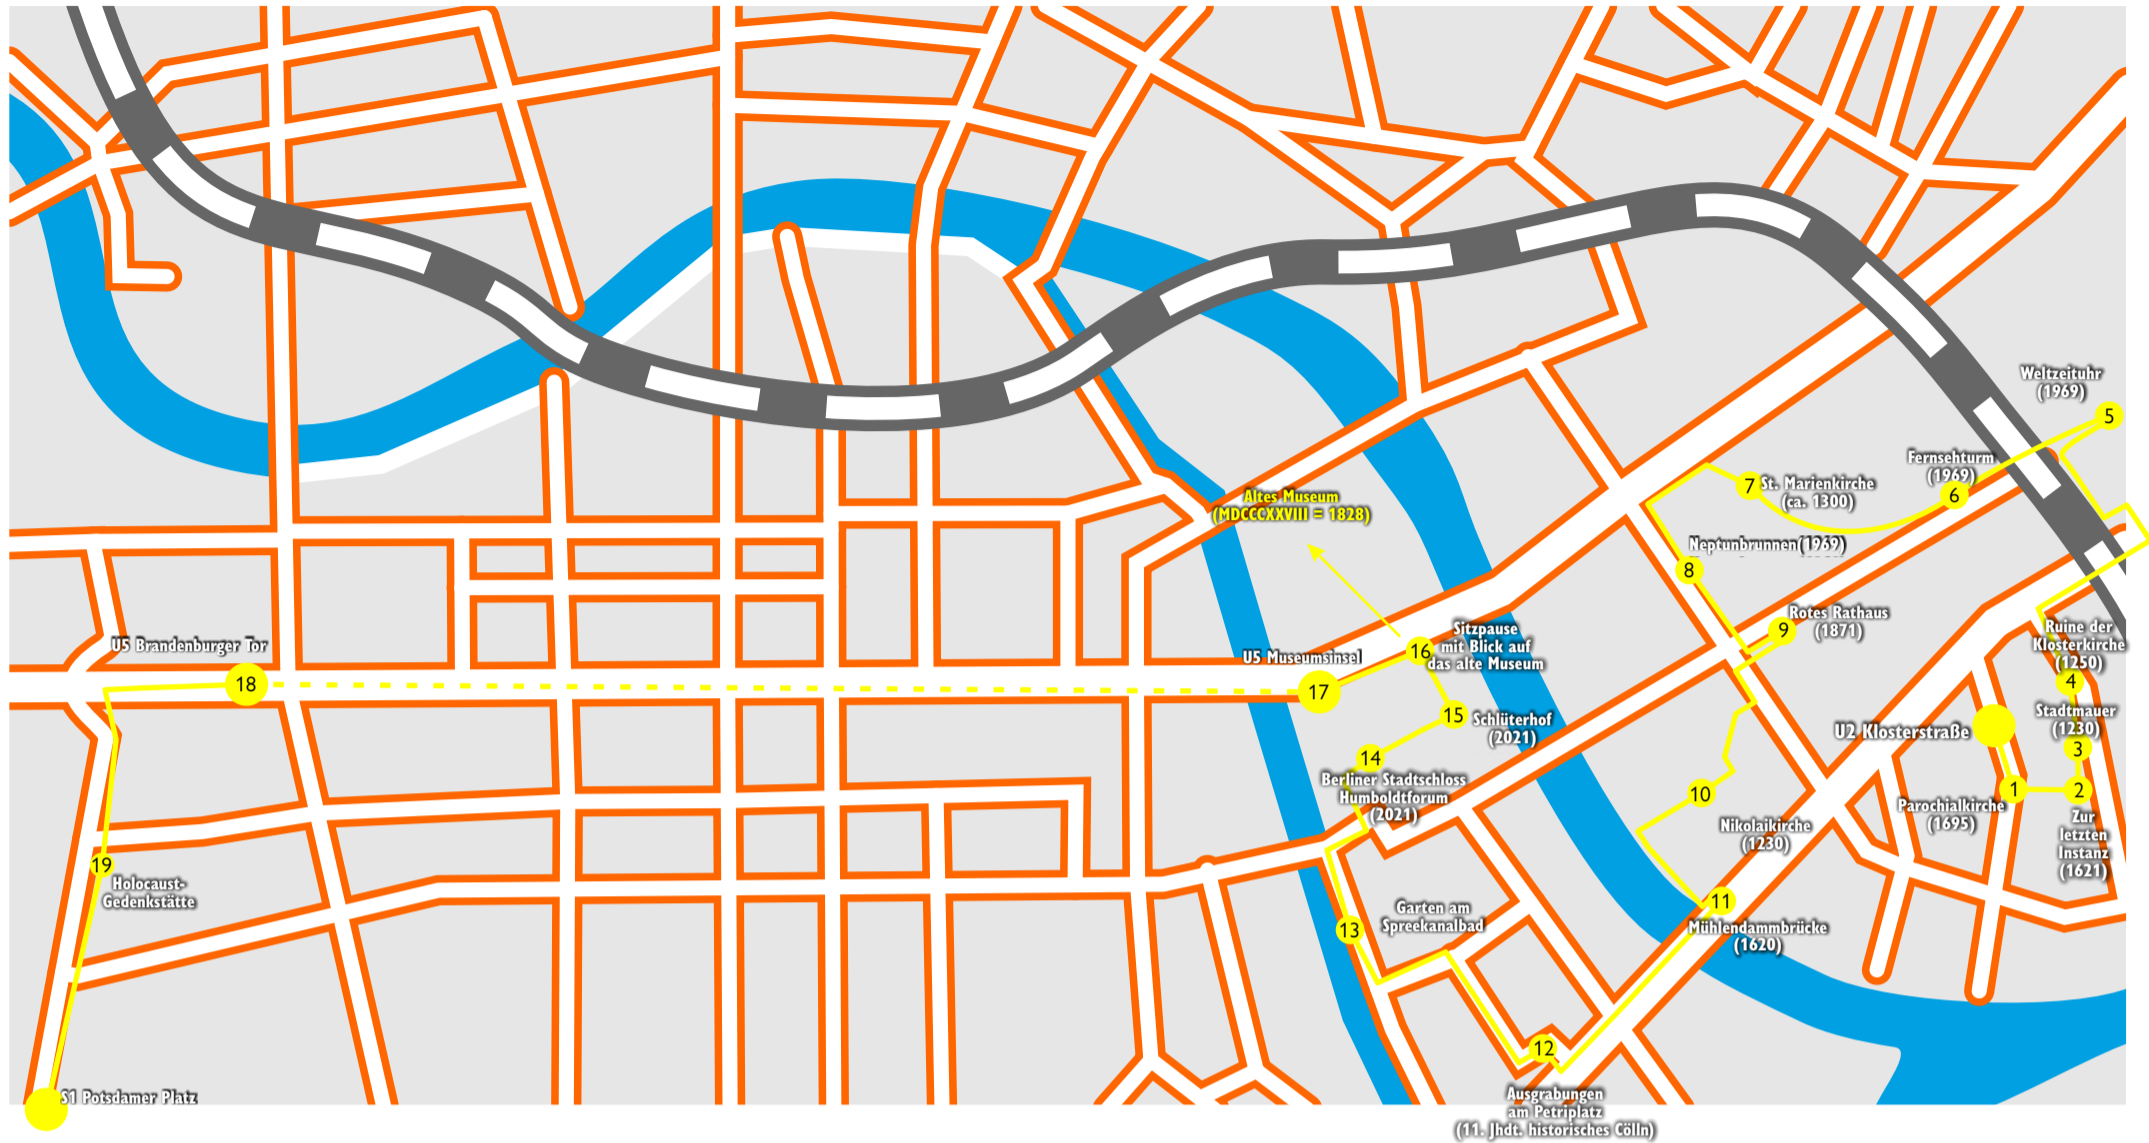 Weltzeituhr
(1969)
5
Fernsehturm
(1969)
6
7
St. Marienkirche
(ca. 1300)
Altes Museum
(MDCCCXXVIII = 1828)
Neptunbrunnen(1969)
8
Rotes Rathaus
(1871)
9
Sitzpause
mit Blick auf
das alte Museum
16
U5 Museumsinsel
17
U5 Brandenburger Tor
18
Ruine der
Klosterkirche
(1250)
4
Stadtmauer
(1230)
3
U2 Klosterstraße
15
Schlüterhof
(2021)
14
Berliner Stadtschloss
Humboldtforum
(2021)
10
Nikolaikirche
(1230)
Parochialkirche
(1695)
1
2
Zur
letzten
Instanz
(1621)
19
Holocaust-
Gedenkstätte
13
Garten am
Spreekanalbad
11
Mühlendammbrücke
(1620)
12
Ausgrabungen
am Petriplatz
(11. Jhdt. historisches Cölln)
S1 Potsdamer Platz